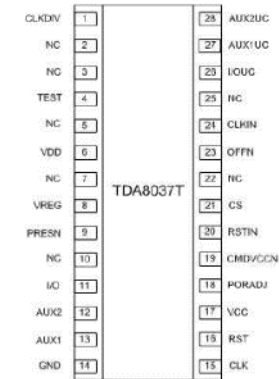 CLKDIV 1
NC 2
NC 3
TEST 4
NC 5
VDD 6
NC 7
VREG 8
PRESN 9
NC 10
I/O 11
AUX2 12
AUX1 13
GND 14
TDA8037T
28 AUX2UC
27 AUX1UC
26 I/OUC
25 NC
24 CLKIN
23 OFFN
22 NC
21 CS
20 RSTIN
19 CMDVCCN
18 PORADJ
17 VCC
16 RST
15 CLK